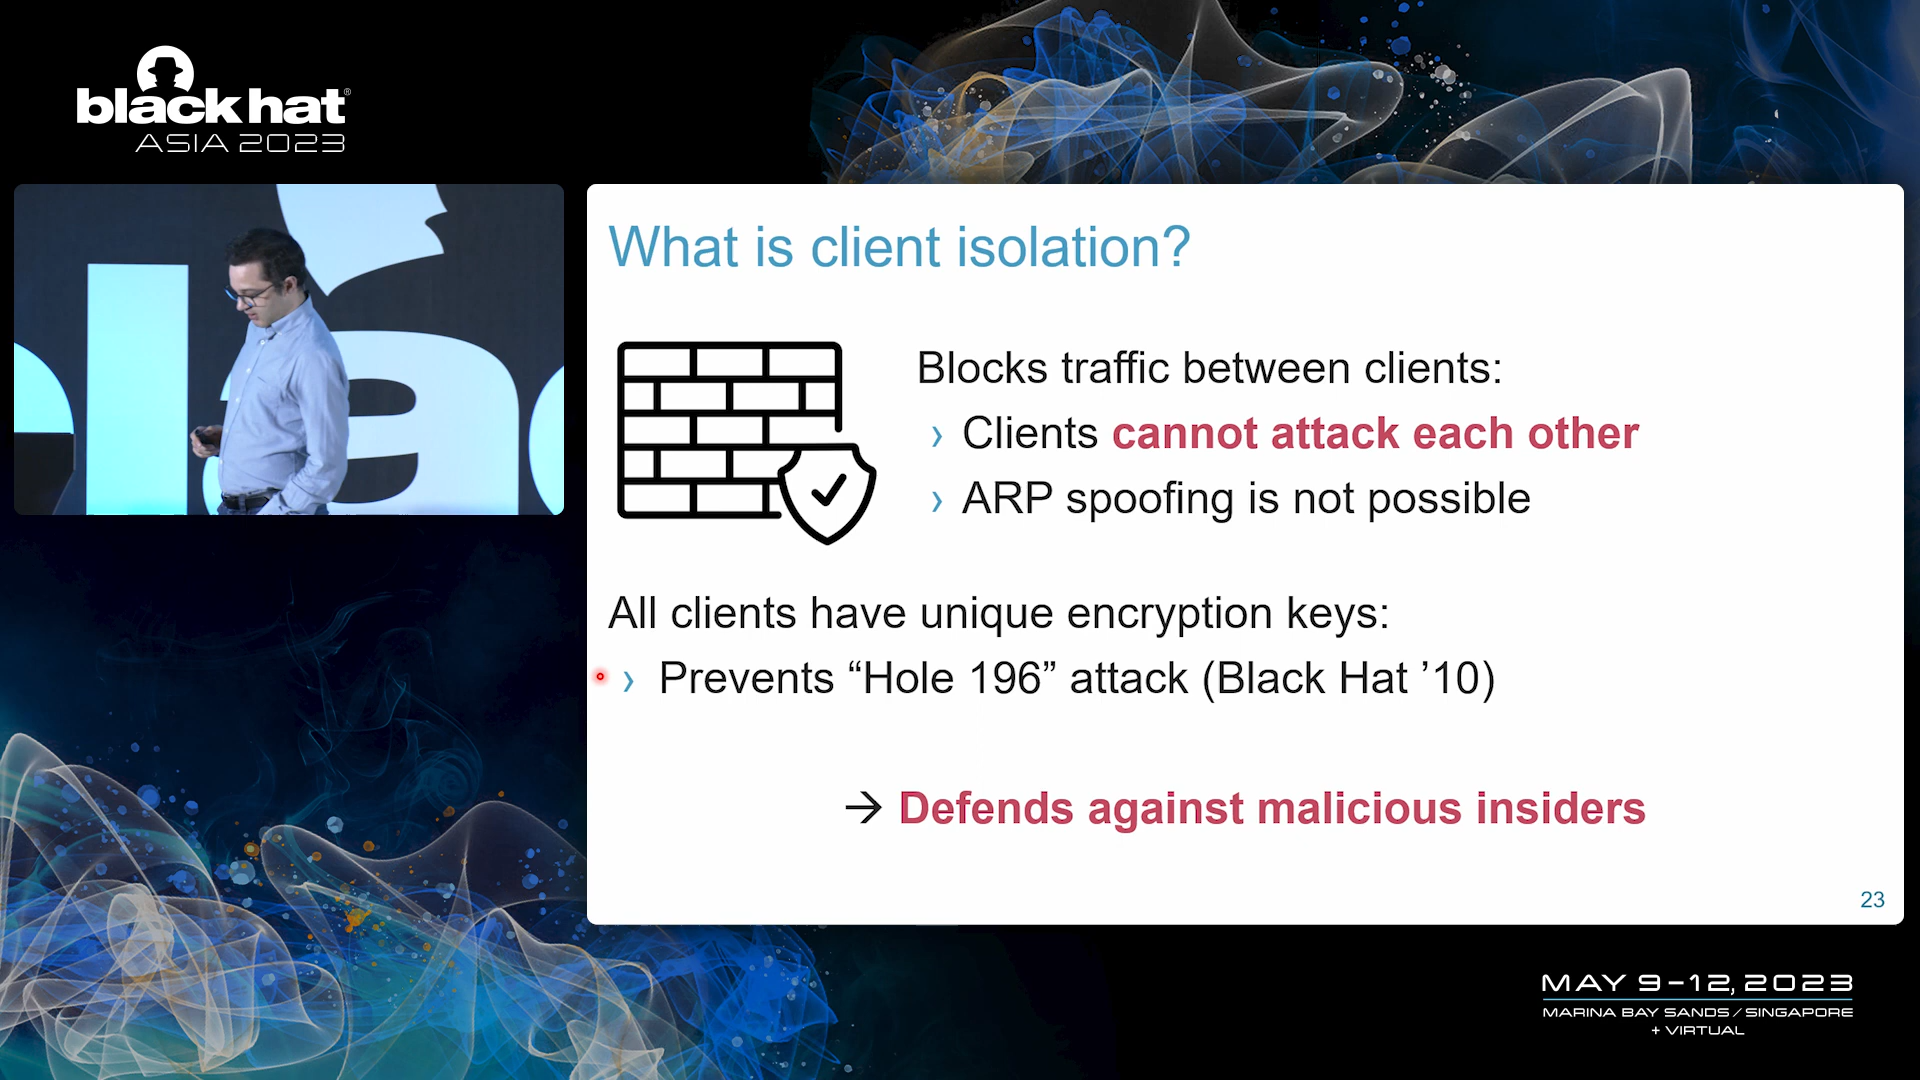 black hat®
ASIA 2023
What is client isolation?
Blocks traffic between clients:
› Clients cannot attack each other
› ARP spoofing is not possible
All clients have unique encryption keys:
› Prevents “Hole 196” attack (Black Hat ’10)
→ Defends against malicious insiders
23
MAY 9-12, 2023
MARINA BAY SANDS / SINGAPORE
+ VIRTUAL